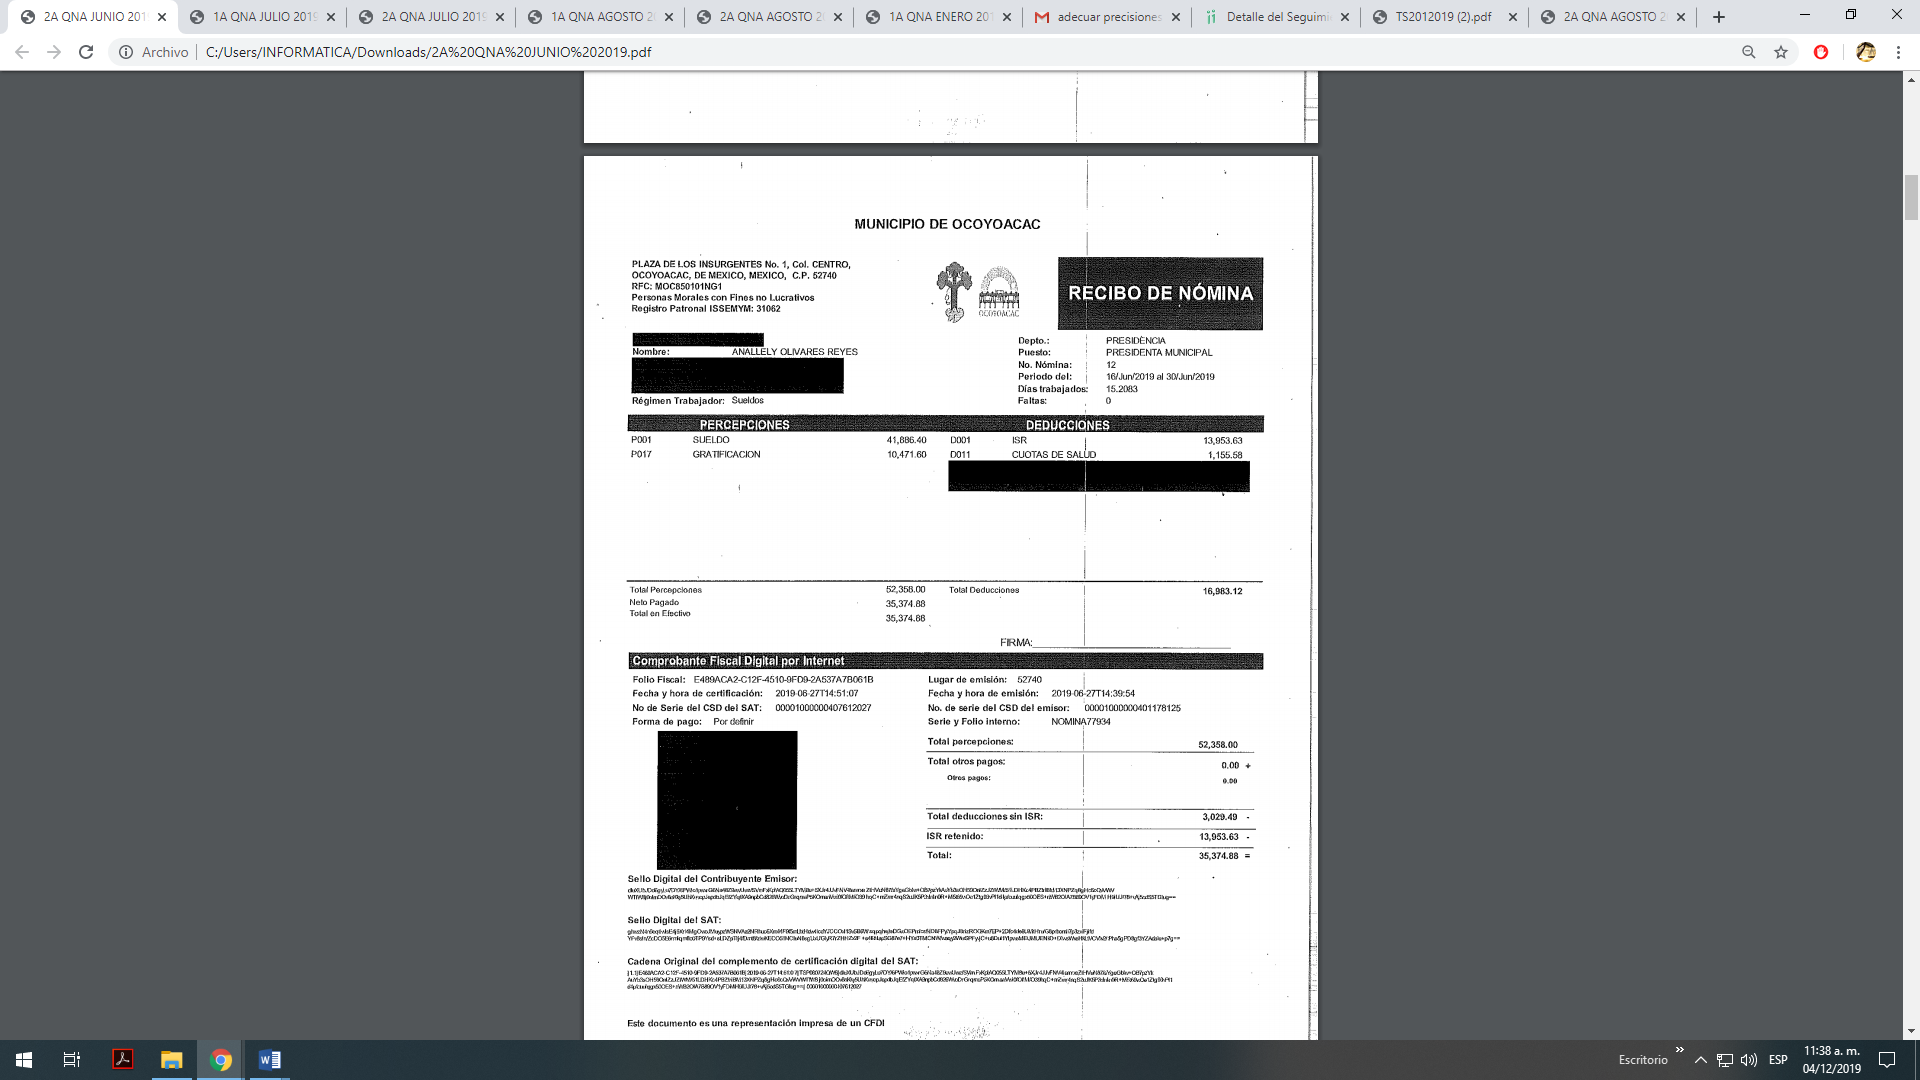 2A QNA JUNIO 201
1A QNA JULIO 2019
2A QNA JULIO 2019
1A QNA AGOSTO 2
2A QNA AGOSTO 2
1A QNA ENERO 201
adecuar precisiones
Detalle del Seguimi
TS2012019 (2).pdf
2A QNA AGOSTO 2
Archivo C:/Users/INFORMATICA/Downloads/2A%20QNA%20JUNIO%202019.pdf
MUNICIPIO DE OCOYOACAC
PLAZA DE LOS INSURGENTES No. 1, Col. CENTRO,
OCOYOACAC, DE MEXICO, MEXICO, C.P. 52740
RFC: MOC850101NG1
Personas Morales con Fines no Lucrativos
Registro Patronal ISSEMYM: 31062
OCOYOACAC
RECIBO DE NÓMINA
Nombre: ANALLELY OLIVARES REYES
Régimen Trabajador: Sueldos
Depto.: PRESIDENCIA
Puesto: PRESIDENTA MUNICIPAL
No. Nómina: 12
Periodo del: 16/Jun/2019 al 30/Jun/2019
Días trabajados: 15.2083
Faltas: 0
PERCEPCIONES DEDUCCIONES
P001 SUELDO 41,886.40 D001 ISR 13,953.63
P017 GRATIFICACION 10,471.60 D011 CUOTAS DE SALUD 1,155.58
Total Percepciones 52,358.00 Total Deducciones 16,983.12
Neto Pagado 35,374.88
Total en Efectivo 35,374.88
FIRMA:
Comprobante Fiscal Digital por Internet
Folio Fiscal: E489ACA2-C12F-4510-9FD9-2A537A7B061B Lugar de emisión: 52740
Fecha y hora de certificación: 2019-06-27T14:51:07 Fecha y hora de emisión: 2019-06-27T14:39:54
No de Serie del CSD del SAT: 00001000000407612027 No. de serie del CSD del emisor: 00001000000401178125
Forma de pago: Por definir Serie y Folio interno: NOMINA77934
Total percepciones: 52,358.00
Total otros pagos: 0.00 +
Otros pagos: 0.00
Total deducciones sin ISR: 3,029.49 -
ISR retenido: 13,953.63 -
Total: 35,374.88 =
Sello Digital del Contribuyente Emisor:
Sello Digital del SAT:
Cadena Original del complemento de certificación digital del SAT:
Este documento es una representación impresa de un CFDI
Escritorio
ESP
11:38 a. m.
04/12/2019